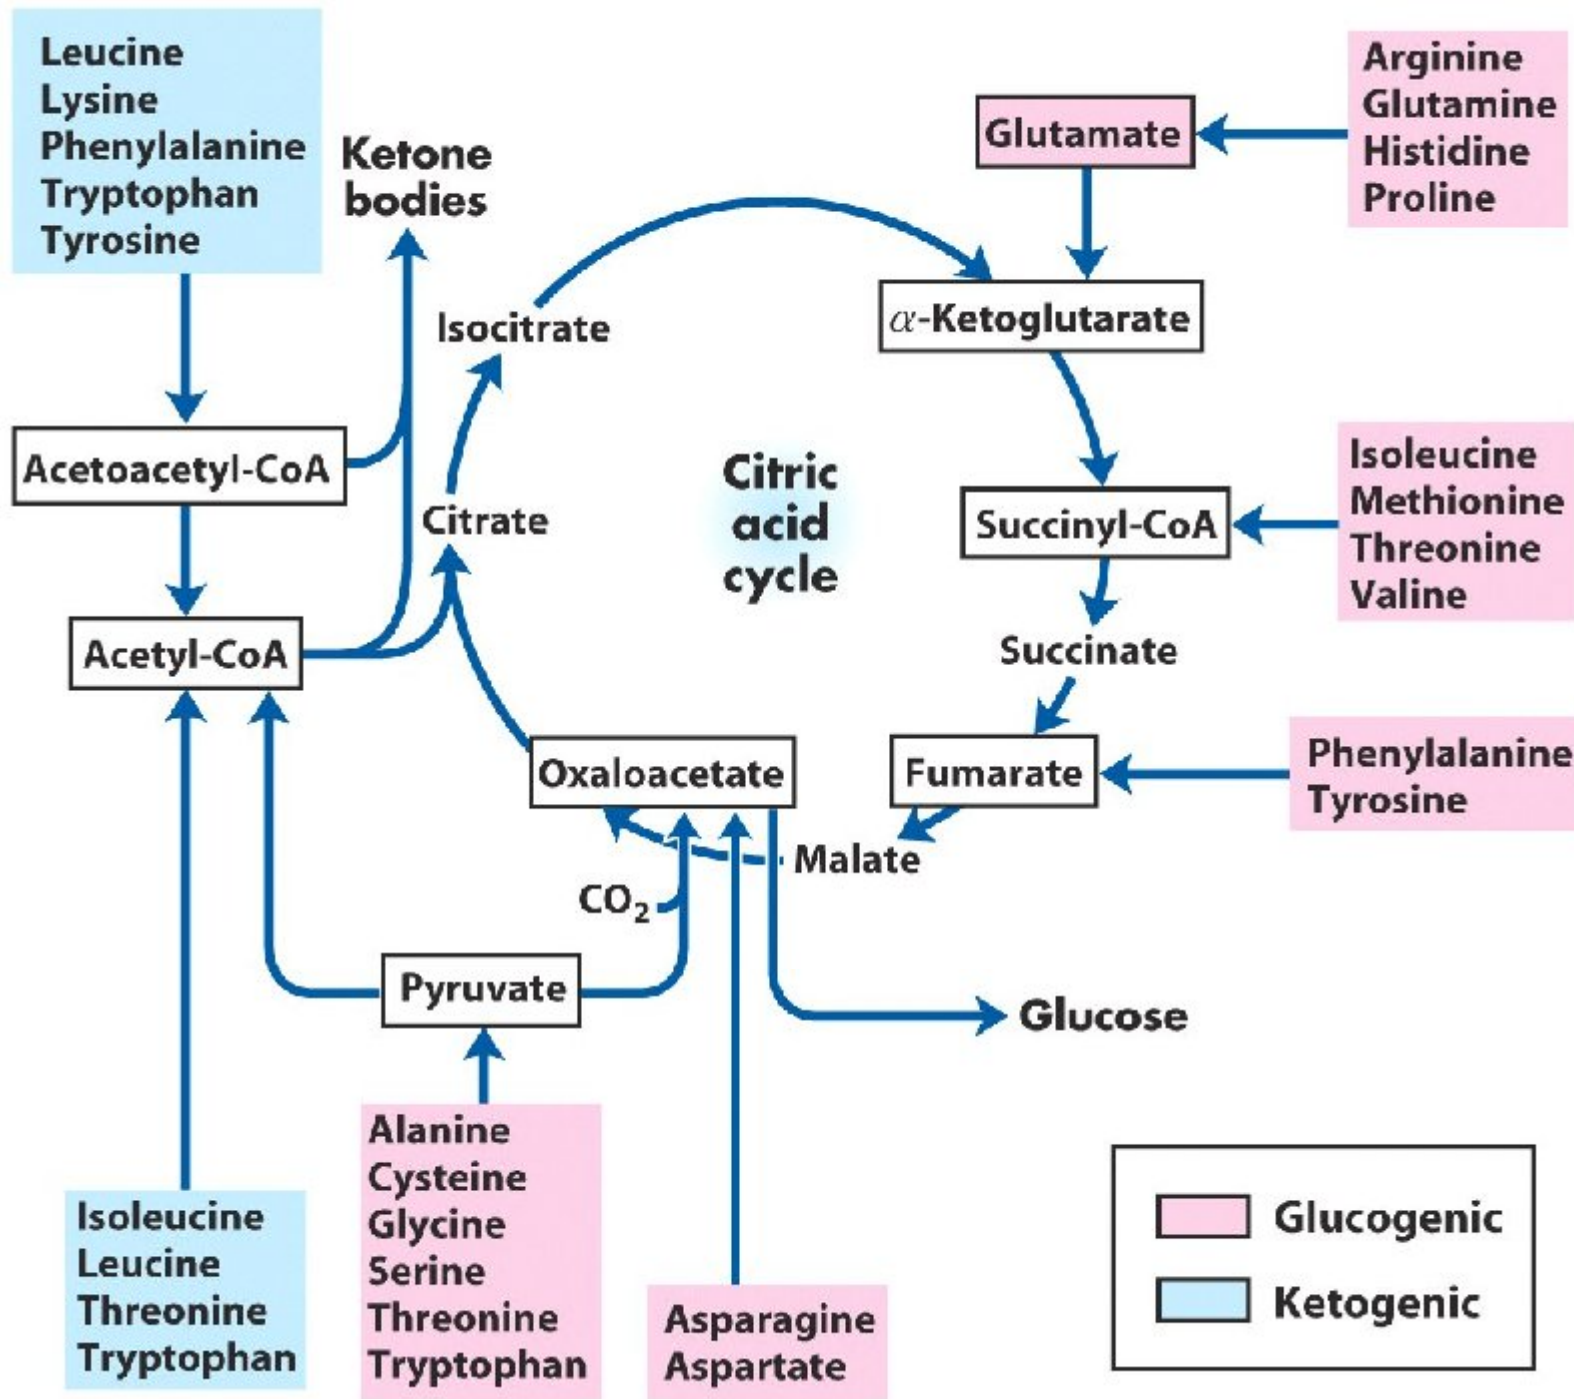 Leucine
Lysine
Phenylalanine
Tryptophan
Tyrosine
Ketone
bodies
Glutamate
Arginine
Glutamine
Histidine
Proline
Isocitrate
α-Ketoglutarate
Acetoacetyl-CoA
Citrate
Citric
acid
cycle
Succinyl-CoA
Isoleucine
Methionine
Threonine
Valine
Acetyl-CoA
Succinate
Oxaloacetate
Fumarate
Phenylalanine
Tyrosine
Malate
CO₂
Pyruvate
Glucose
Isoleucine
Leucine
Threonine
Tryptophan
Alanine
Cysteine
Glycine
Serine
Threonine
Tryptophan
Asparagine
Aspartate
Glucogenic
Ketogenic